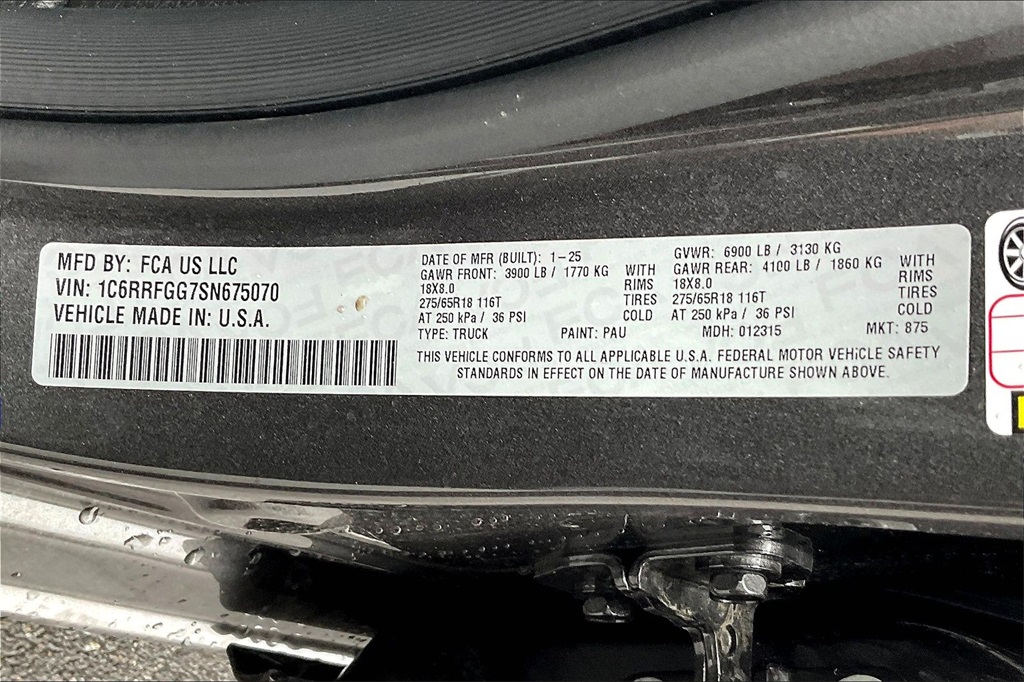 MFD BY: FCA US LLC
VIN: 1C6RRFGG7SN675070
VEHICLE MADE IN: U.S.A.
DATE OF MFR (BUILT): 1-25
GAWR FRONT: 3900 LB / 1770 KG WITH
18X8.0 RIMS
275/65R18 116T TIRES
AT 250 kPa / 36 PSI COLD
GVWR: 6900 LB / 3130 KG
GAWR REAR: 4100 LB / 1860 KG WITH
18X8.0 RIMS
275/65R18 116T TIRES
AT 250 kPa / 36 PSI COLD
TYPE: TRUCK PAINT: PAU MDH: 012315 MKT: 875
THIS VEHICLE CONFORMS TO ALL APPLICABLE U.S.A. FEDERAL MOTOR VEHICLE SAFETY
STANDARDS IN EFFECT ON THE DATE OF MANUFACTURE SHOWN ABOVE.